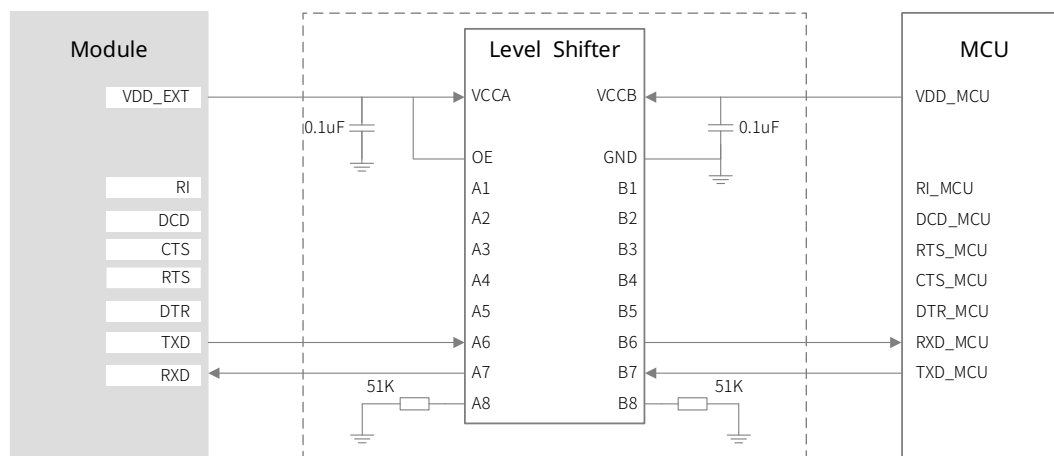 Module
Level Shifter
MCU
VDD_EXT
VCCA
VCCB
VDD_MCU
0.1uF
0.1uF
OE
GND
RI
A1
B1
RI_MCU
DCD
A2
B2
DCD_MCU
CTS
A3
B3
RTS_MCU
RTS
A4
B4
CTS_MCU
DTR
A5
B5
DTR_MCU
TXD
A6
B6
RXD_MCU
RXD
A7
B7
TXD_MCU
51K
51K
A8
B8